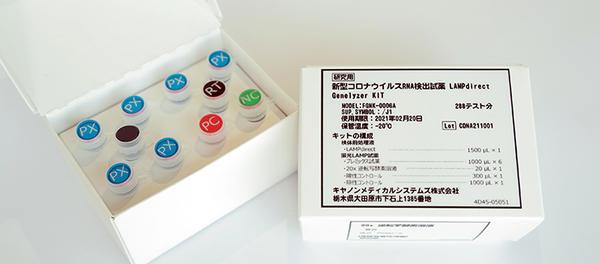 PX
PX
PX
RT
NC
PX
PC
PX
PX
研究用
新型コロナウイルスRNA検出試薬 LAMPdirect
Genelyzer KIT
MODEL:FGNK-0006A 288テスト分
SUP.SYMBOL:/J1
使用期限:2021年02月20日
保管温度:-20℃ Lot CDNA211001
キットの構成
検体前処理液
・LAMPdirect 1500 μL × 1
蛍光LAMP試薬
・プレミックス試薬 1000 μL × 6
・20x 逆転写酵素溶液 20 μL × 1
・陽性コントロール 300 μL × 1
・陰性コントロール 1000 μL × 1
キヤノンメディカルシステムズ株式会社
栃木県大田原市下石上1385番地
4D45-05051